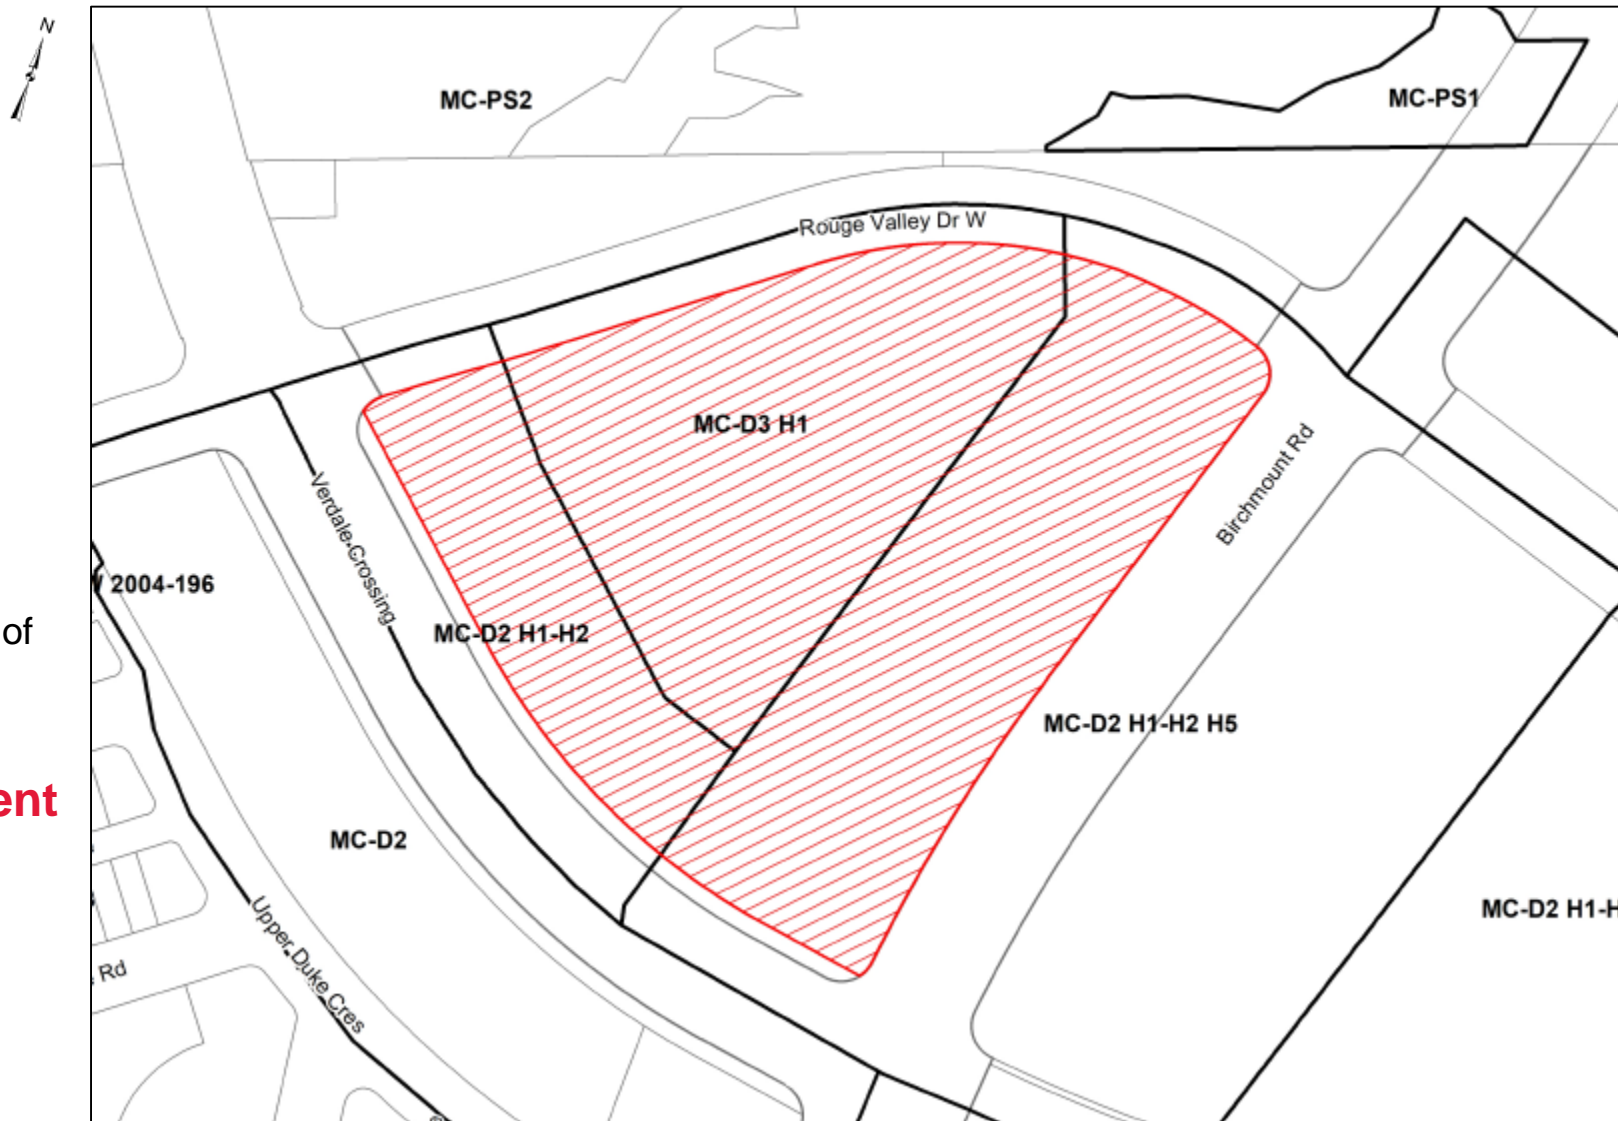 N
MC-PS2
MC-PS1
Rouge Valley Dr W
MC-D3 H1
Birchmount Rd
Verdale Crossing
2004-196
of
MC-D2 H1-H2
MC-D2 H1-H2 H5
ent
MC-D2
MC-D2 H1-H
Upper Duke Cres
Rd